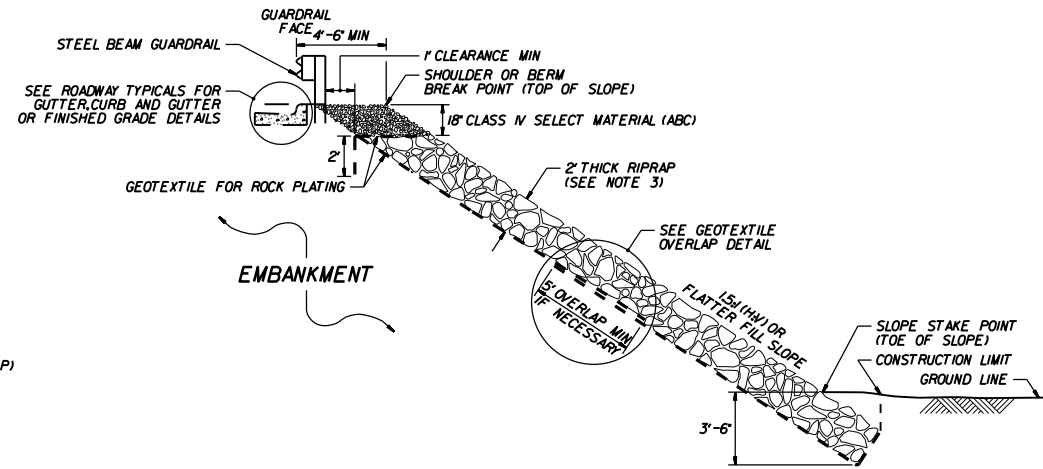 GUARDRAIL
FACE
4'-6" MIN
STEEL BEAM GUARDRAIL
1' CLEARANCE MIN
SHOULDER OR BERM
BREAK POINT (TOP OF SLOPE)
SEE ROADWAY TYPICALS FOR
GUTTER,CURB AND GUTTER
OR FINISHED GRADE DETAILS
18" CLASS IV SELECT MATERIAL (ABC)
2'
GEOTEXTILE FOR ROCK PLATING
2' THICK RIPRAP
(SEE NOTE 3)
SEE GEOTEXTILE
OVERLAP DETAIL
EMBANKMENT
5' OVERLAP MIN
IF NECESSARY
1.5:1 (H:V) OR
FLATTER FILL SLOPE
SLOPE STAKE POINT
(TOE OF SLOPE)
CONSTRUCTION LIMIT
GROUND LINE
P)
3'-6"